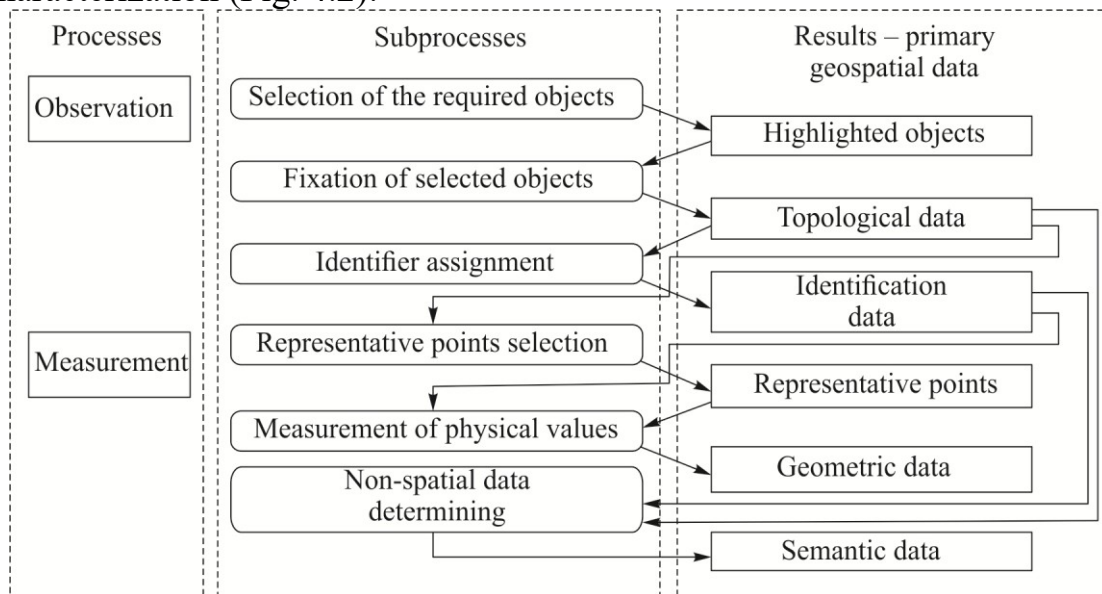 haracterization (Fig.
Processes
Observation
Measurement
Subprocesses
Selection of the required objects
Fixation of selected objects
Identifier assignment
Representative points selection
Measurement of physical values
Non-spatial data
determining
Results – primary
geospatial data
Highlighted objects
Topological data
Identification
data
Representative points
Geometric data
Semantic data